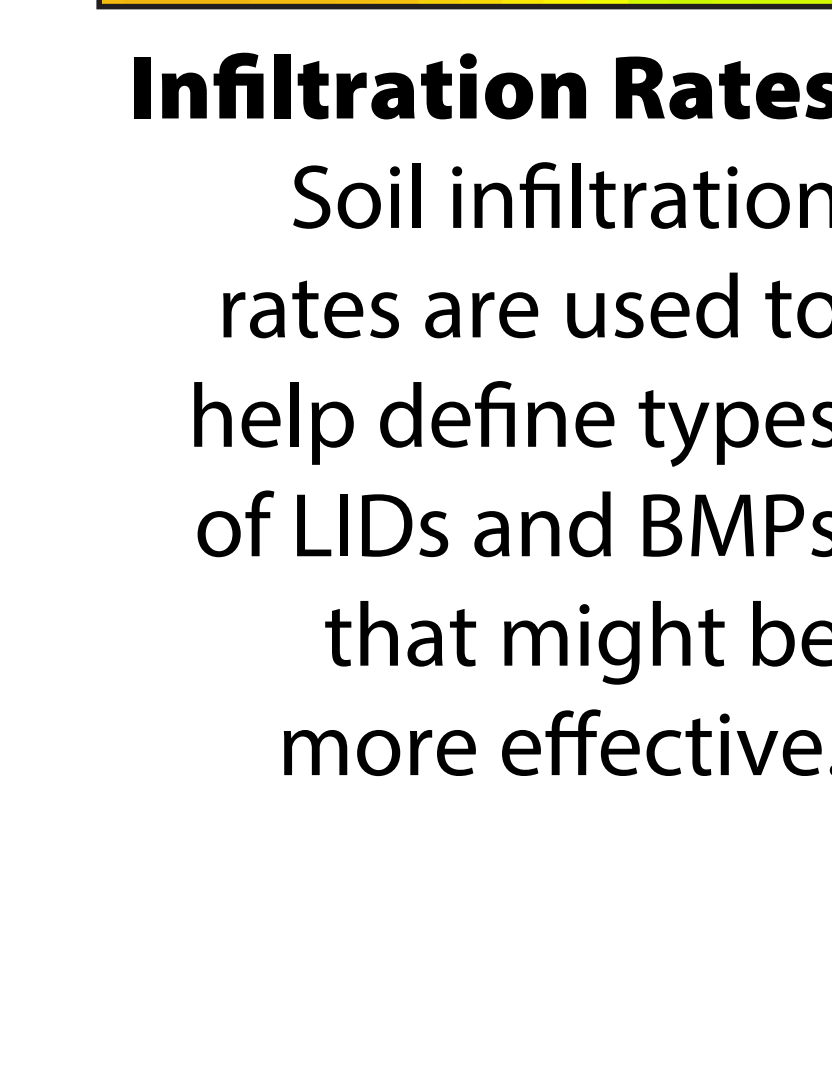 Infiltration Rates
Soil infiltration
rates are used to
help define types
of LIDs and BMPs
that might be
more effective.